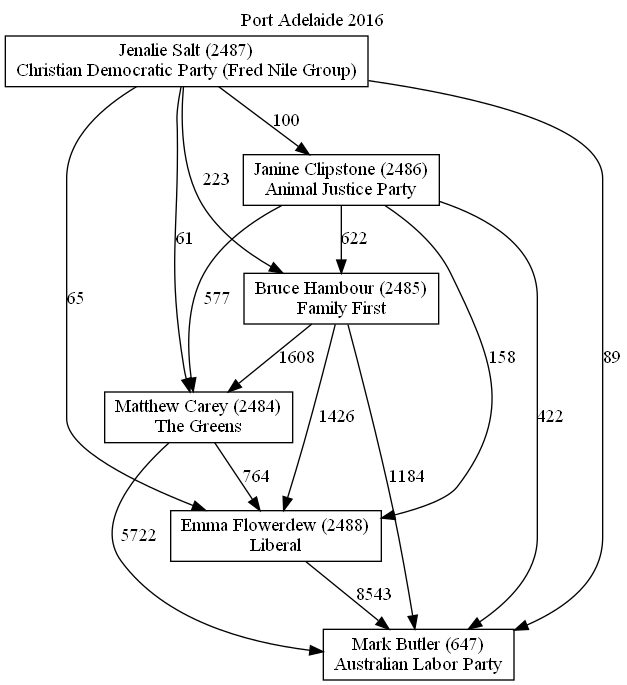 Port Adelaide 2016
Jenalie Salt (2487)
Christian Democratic Party (Fred Nile Group)
100
Janine Clipstone (2486)
Animal Justice Party
223
61
622
577
Bruce Hambour (2485)
Family First
65
1608
158
89
Matthew Carey (2484)
The Greens
1426
422
764
1184
Emma Flowerdew (2488)
Liberal
5722
8543
Mark Butler (647)
Australian Labor Party